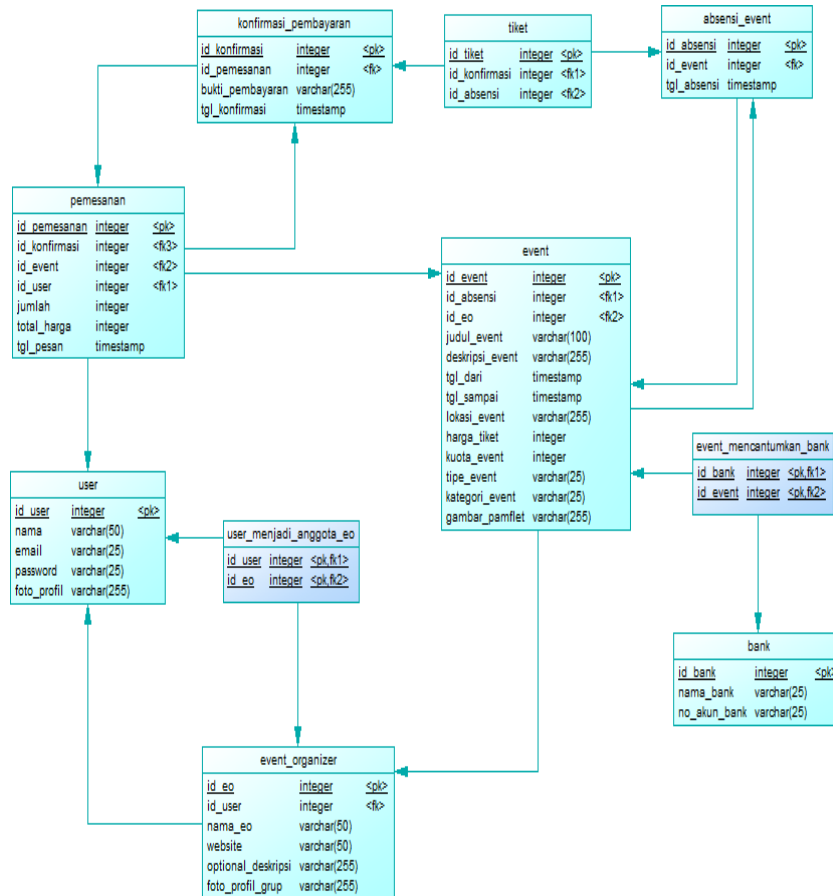 konfirmasi_pembayaran
id_konfirmasi integer <pk>
id_pemesanan integer <fk>
bukti_pembayaran varchar(255)
tgl_konfirmasi timestamp
tiket
id_tiket integer <pk>
id_konfirmasi integer <fk1>
id_absensi integer <fk2>
absensi_event
id_absensi integer <pk>
id_event integer <fk>
tgl_absensi timestamp
pemesanan
id_pemesanan integer <pk>
id_konfirmasi integer <fk3>
id_event integer <fk2>
id_user integer <fk1>
jumlah integer
total_harga integer
tgl_pesan timestamp
event
id_event integer <pk>
id_absensi integer <fk1>
id_eo integer <fk2>
judul_event varchar(100)
deskripsi_event varchar(255)
tgl_dari timestamp
tgl_sampai timestamp
lokasi_event varchar(255)
harga_tiket integer
kuota_event integer
tipe_event varchar(25)
kategori_event varchar(25)
gambar_pamflet varchar(255)
event_mencantumkan_bank
id_bank integer <pk,fk1>
id_event integer <pk,fk2>
user
id_user integer <pk>
nama varchar(50)
email varchar(25)
password varchar(25)
foto_profil varchar(255)
user_menjadi_anggota_eo
id_user integer <pk,fk1>
id_eo integer <pk,fk2>
bank
id_bank integer <pk>
nama_bank varchar(25)
no_akun_bank varchar(25)
event_organizer
id_eo integer <pk>
id_user integer <fk>
nama_eo varchar(50)
website varchar(50)
optional_deskripsi varchar(255)
foto_profil_grup varchar(255)